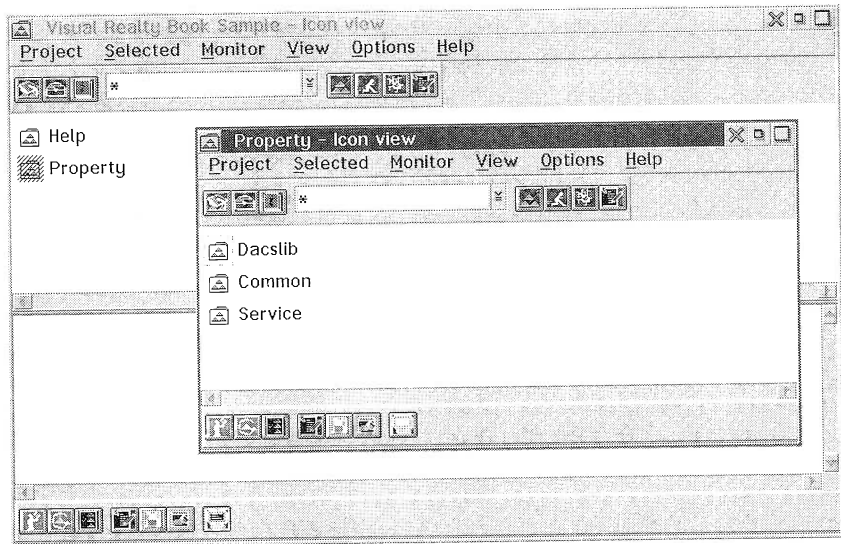 Visual Realty Book Sample - Icon view
Project Selected Monitor View Options Help
*
Help
Property
Property - Icon view
Project Selected Monitor View Options Help
*
Dacslib
Common
Service